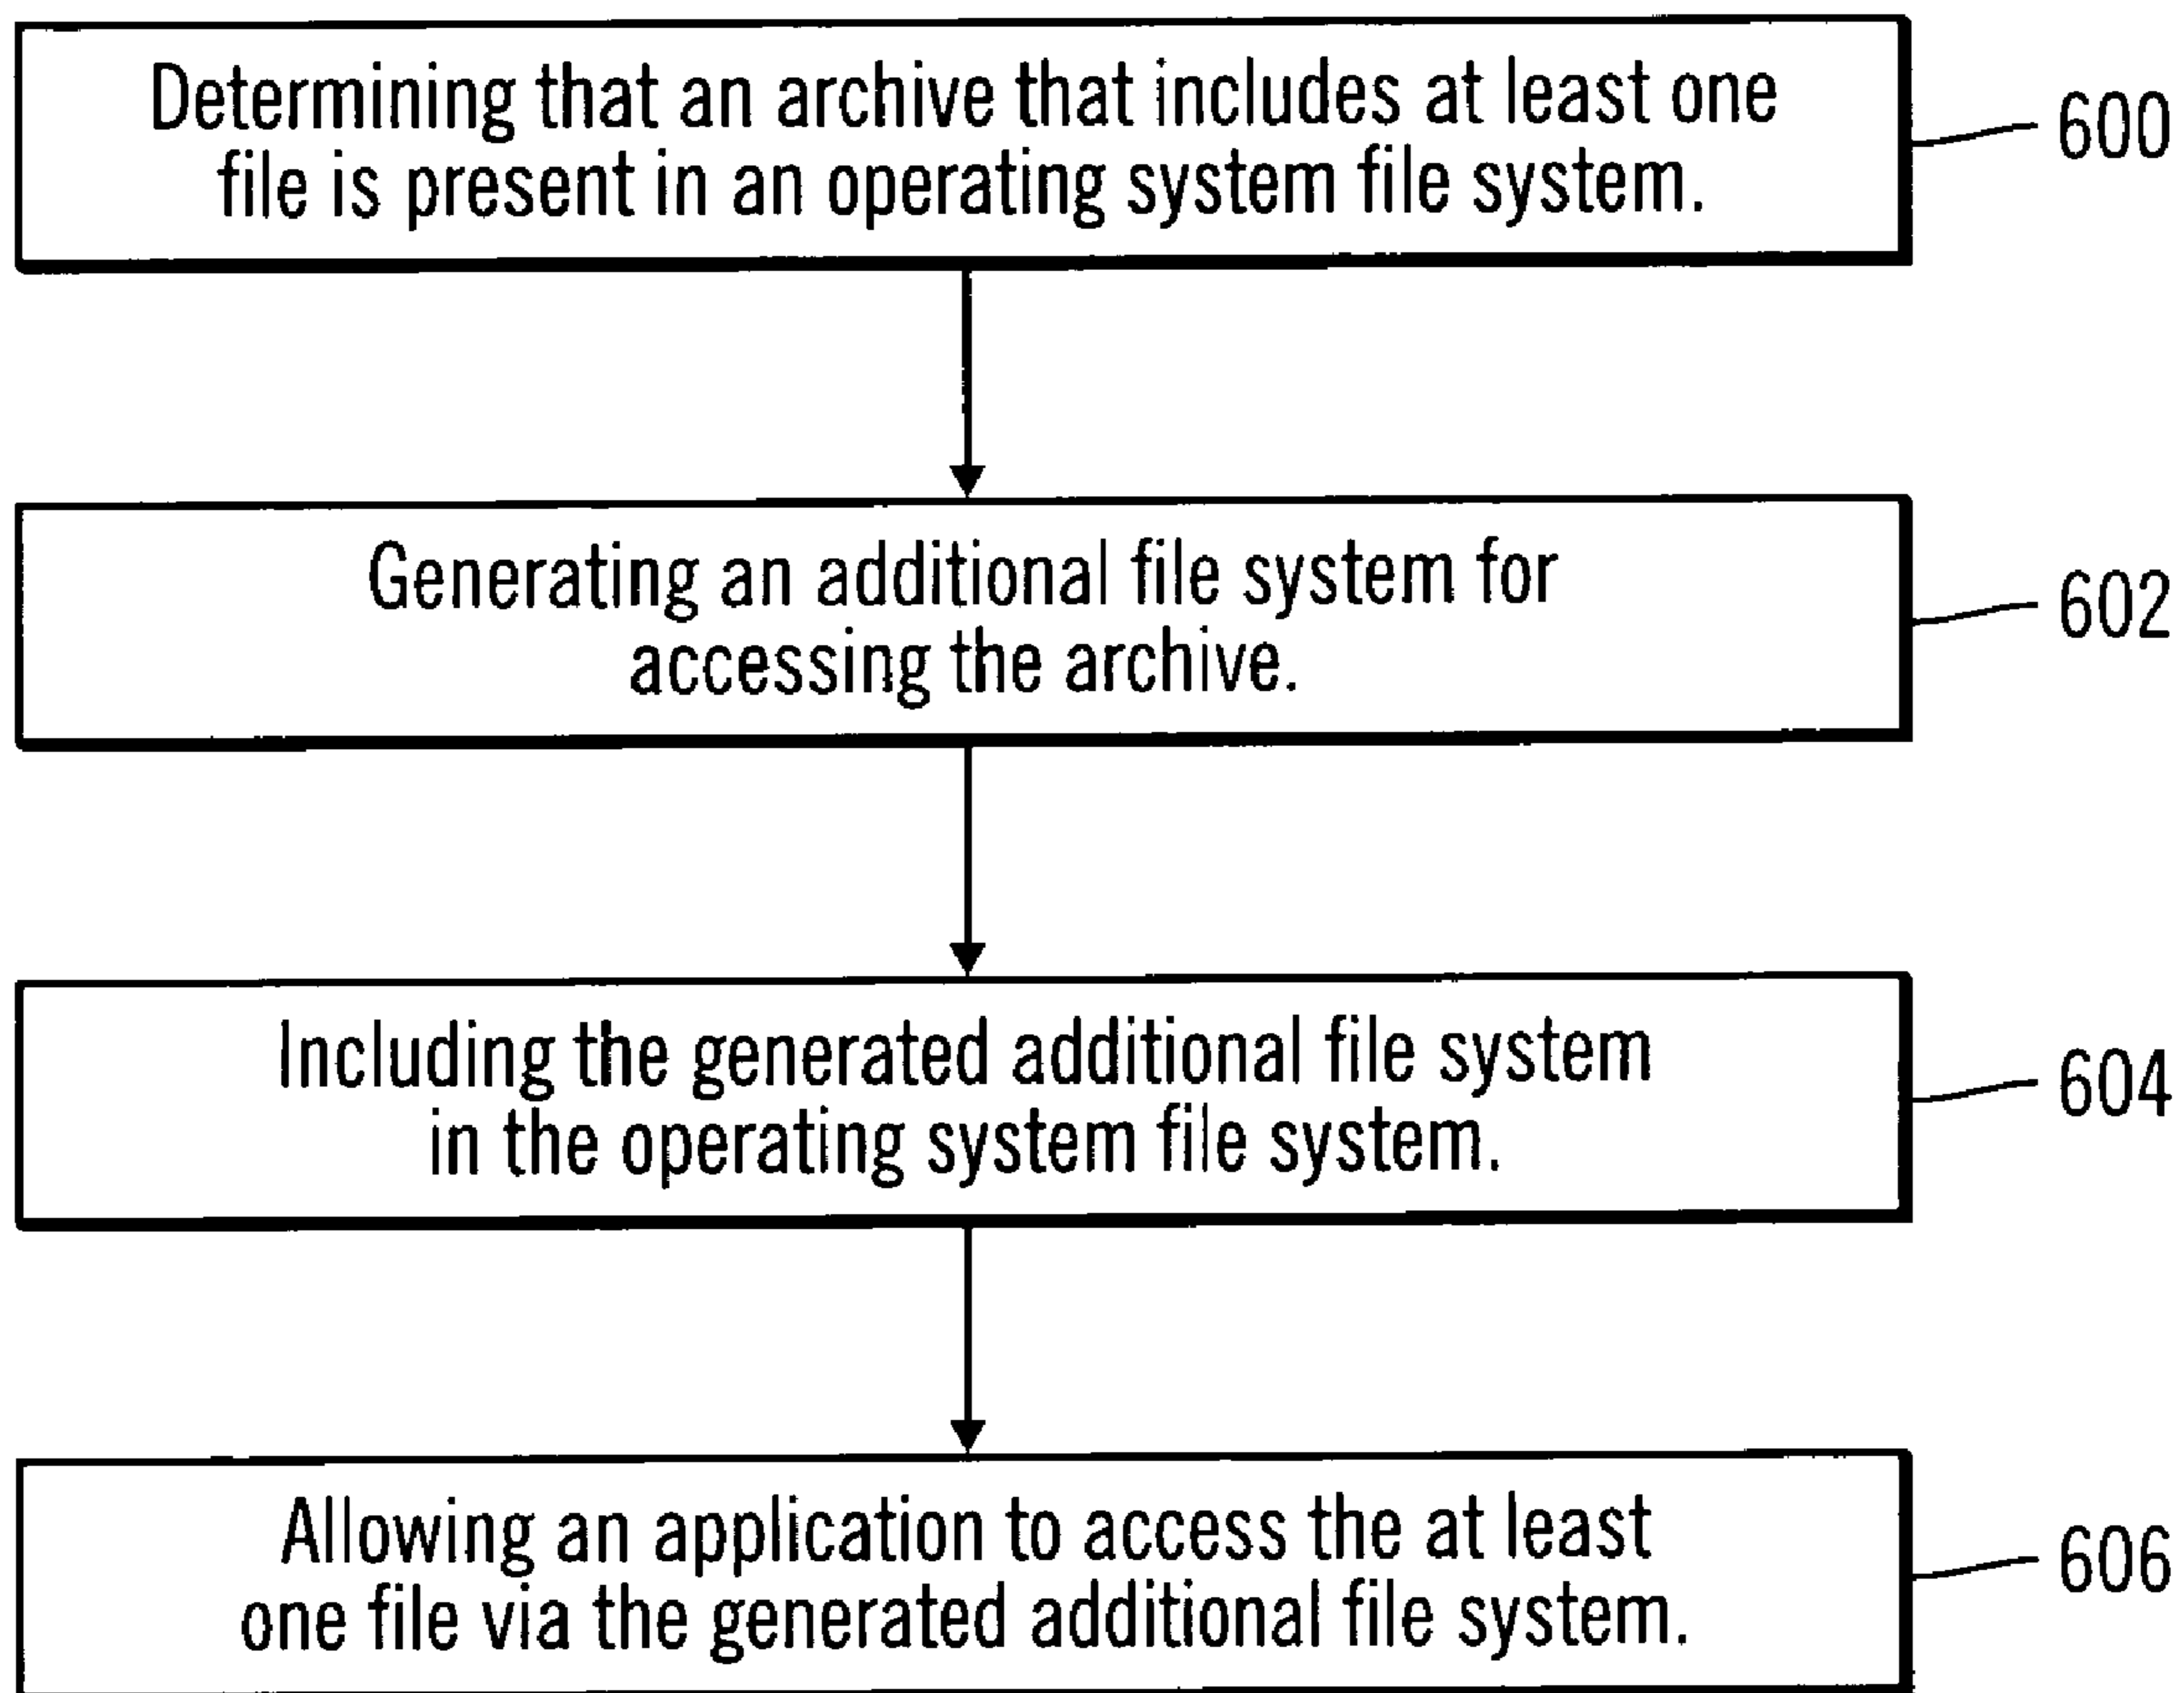 Determining that an archive that includes at least one
file is present in an operating system file system.
600
Generating an additional file system for
accessing the archive.
602
Including the generated additional file system
in the operating system file system.
604
Allowing an application to access the at least
one file via the generated additional file system.
606